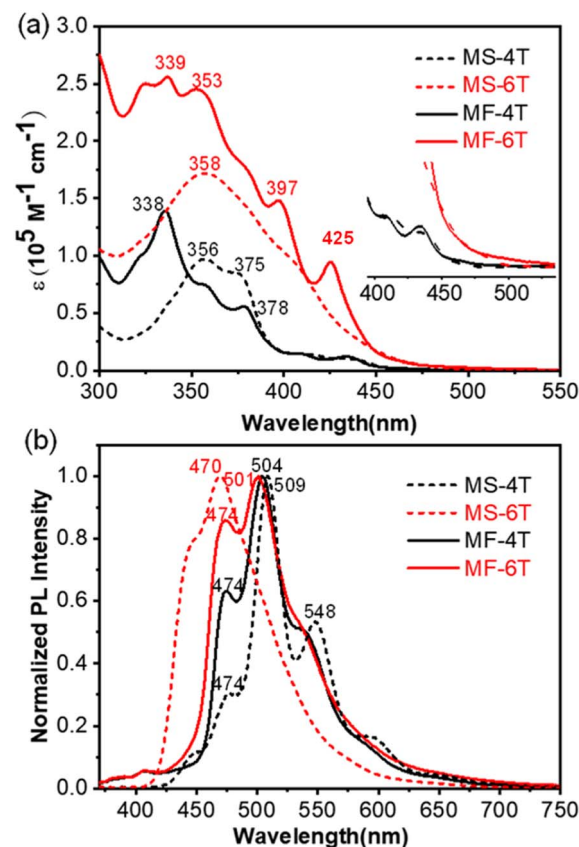 (a)
3.0
2.5
2.0
1.5
1.0
0.5
0.0
ε (10⁵ M⁻¹ cm⁻¹)
339
353
358
338
356
375
378
397
425
MS-4T
MS-6T
MF-4T
MF-6T
400 450 500
300 350 400 450 500 550
Wavelength(nm)
(b)
1.0
0.8
0.6
0.4
0.2
0.0
Normalized PL Intensity
470
501
504
509
474
474
474
548
MS-4T
MS-6T
MF-4T
MF-6T
400 450 500 550 600 650 700 750
Wavelength(nm)